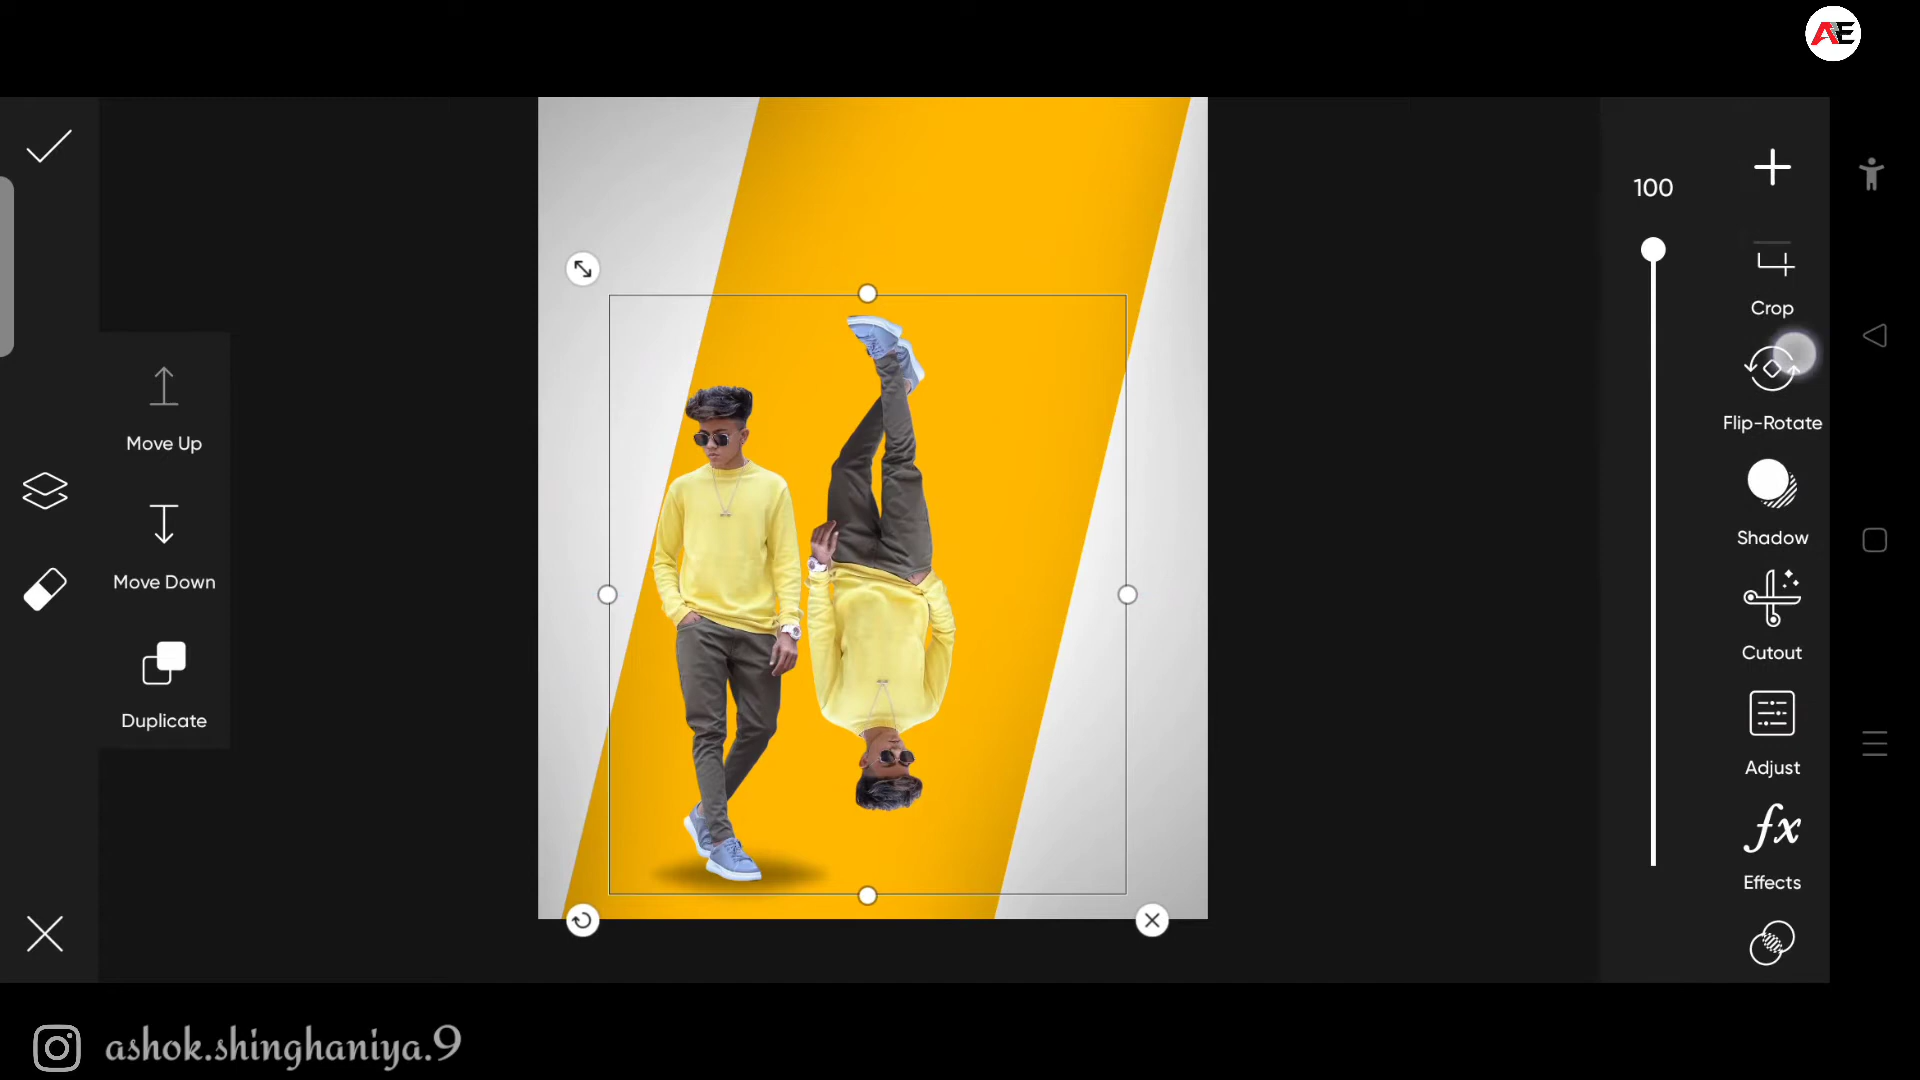 AE
100
Crop
Flip-Rotate
Shadow
Cutout
Adjust
fx
Effects
Move Up
Move Down
Duplicate
ashok.shinghaniya.9